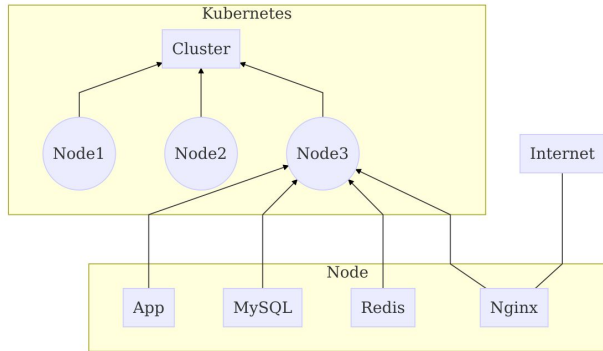 Kubernetes
Cluster
Node1
Node2
Node3
Internet
Node
App
MySQL
Redis
Nginx